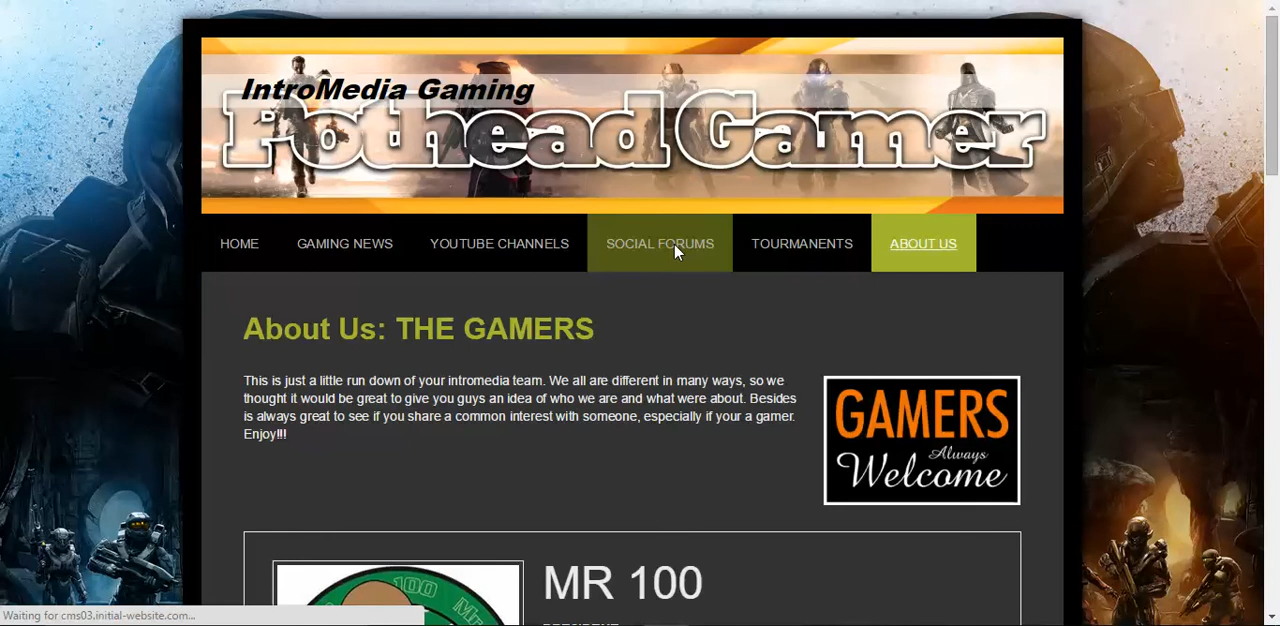 IntroMedia Gaming
Pothead Gamer
HOME GAMING NEWS YOUTUBE CHANNELS SOCIAL FORUMS TOURMANENTS ABOUT US
About Us: THE GAMERS
This is just a little run down of your intromedia team. We all are different in many ways, so we
thought it would be great to give you guys an idea of who we are and what were about. Besides
is always great to see if you share a common interest with someone, especially if your a gamer.
Enjoy!!!
GAMERS
Always
Welcome
MR 100
100 Mr
Waiting for cms03.initial-website.com...